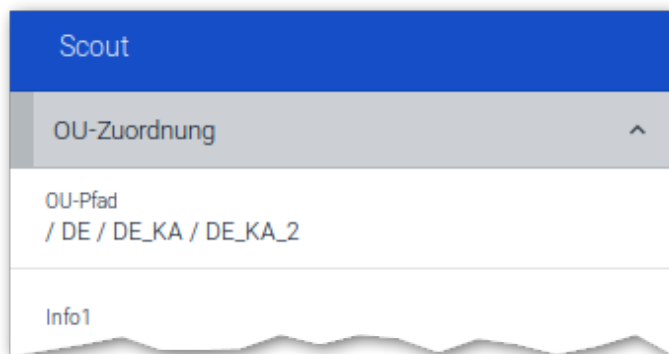 Scout
OU-Zuordnung
OU-Pfad
/ DE / DE_KA / DE_KA_2
Info1